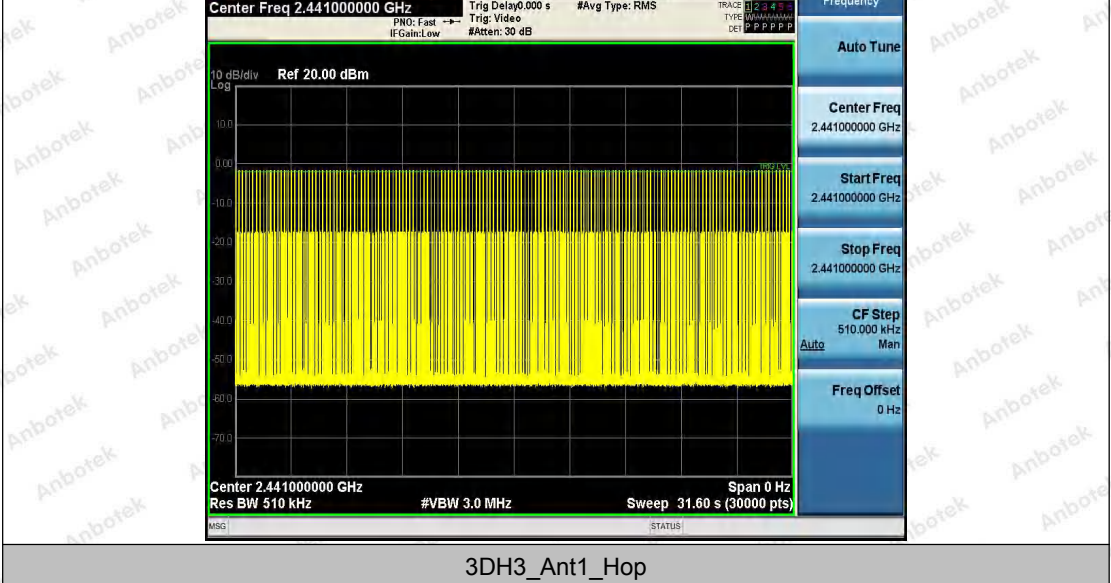 Center Freq 2.441000000 GHz
Trig Delay0.000 s
#Avg Type: RMS
TRACE 1 2 3 4 5 6
Frequency
PNO: Fast
Trig: Video
TYPE WWWWWW
IFGain:Low
#Atten: 30 dB
DET P P P P P P
Auto Tune
10 dB/div
Ref 20.00 dBm
Log
10.0
0.00
-10.0
-20.0
-30.0
-40.0
-50.0
-60.0
-70.0
TRIG LVL
Center Freq
2.441000000 GHz
Start Freq
2.441000000 GHz
Stop Freq
2.441000000 GHz
CF Step
510.000 kHz
Auto Man
Freq Offset
0 Hz
Center 2.441000000 GHz
Span 0 Hz
Res BW 510 kHz
#VBW 3.0 MHz
Sweep 31.60 s (30000 pts)
MSG
STATUS
3DH3_Ant1_Hop
Anbotek